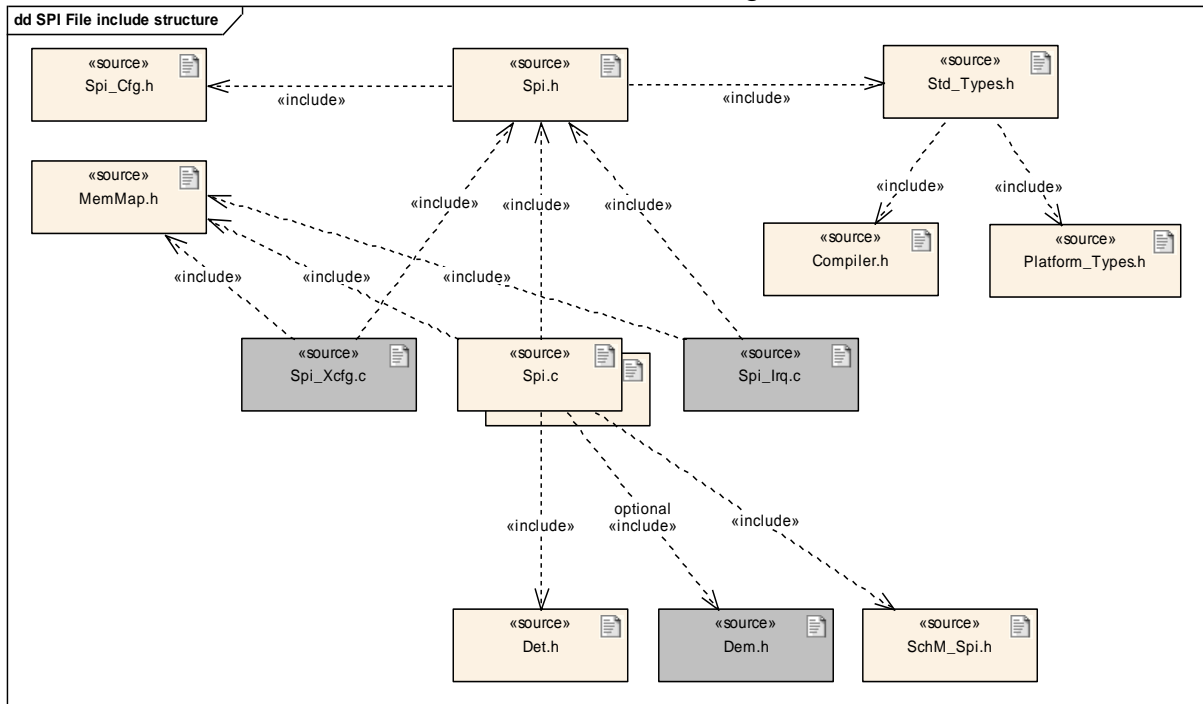 dd SPI File include structure
«source»
Spi_Cfg.h
«source»
Spi.h
«source»
Std_Types.h
«include»
«include»
«source»
MemMap.h
«include»
«include»
«include»
«include»
«include»
«source»
Compiler.h
«source»
Platform_Types.h
«include»
«include»
«include»
«source»
Spi_Xcfg.c
«source»
Spi.c
«source»
Spi_Irq.c
«include»
optional
«include»
«include»
«source»
Det.h
«source»
Dem.h
«source»
SchM_Spi.h